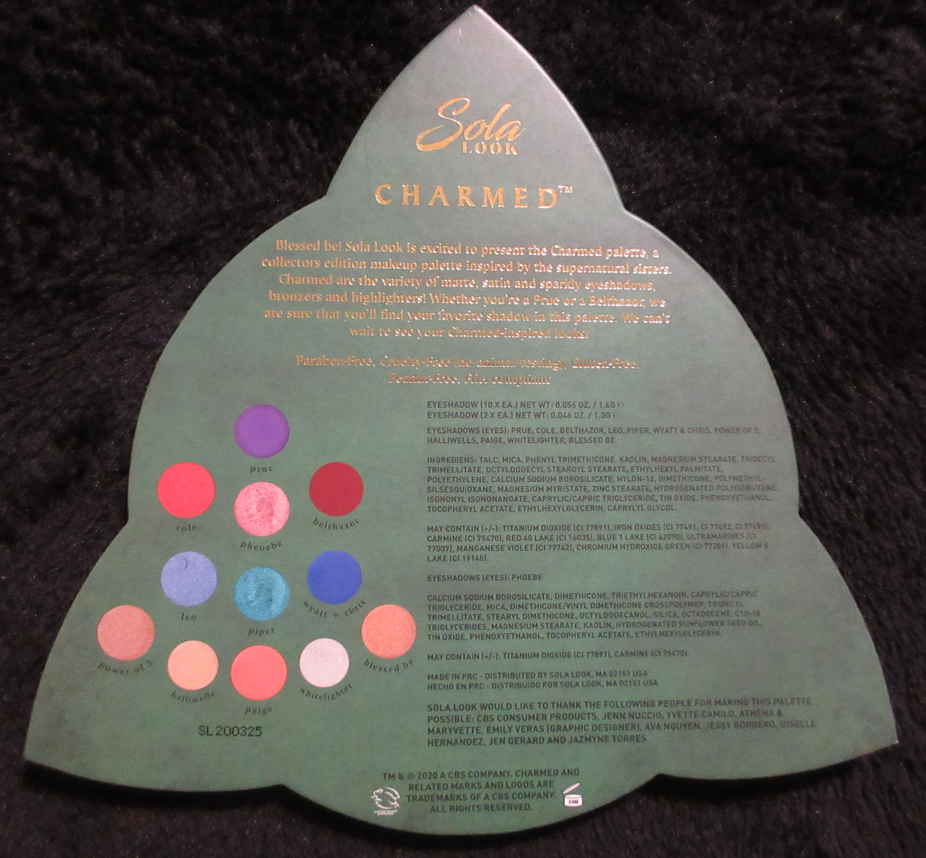 Sola
LOOK
CHARMED™
Blessed be! Sola Look is excited to present the Charmed palette, a
collectors edition makeup palette inspired by the supernatural sisters.
Charmed are the variety of matte, satin and sparkly eyeshadows,
bronzers and highlighters! Whether you're a Prue or a Belthazor, we
are sure that you'll find your favorite shadow in this palette. We can't
wait to see your Charmed-inspired looks!
Paraben-Free, Cruelty-Free (no animal testing), Gluten-Free,
FDA compliant
prue
cole
phoebe
belthazor
leo
piper
wyatt + chris
power of 3
halliwells
paige
whitelighter
blessed be
SL200325
EYESHADOW (10 X EA.) NET WT: 0.056 OZ. / 1.6G e
EYESHADOW (2 X EA.) NET WT: 0.046 OZ. / 1.3G e
EYESHADOWS (EYES): PRUE, COLE, BELTHAZOR, LEO, PIPER, WYATT & CHRIS, POWER OF 3,
HALLIWELLS, PAIGE, WHITELIGHTER, BLESSED BE
INGREDIENS: TALC, MICA, PHENYL TRIMETHICONE, KAOLIN, MAGNESIUM STEARATE, TRIDECYL
TRIMELLITATE, OCTYLDODECYL STEAROYL STEARATE, ETHYLHEXYL PALMITATE,
POLYETHYLENE, CALCIUM SODIUM BOROSILICATE, NYLON-12, DIMETHICONE, POLYMETHYL-
SILSESQUIOXANE, MAGNESIUM MYRISTATE, ZINC STEARATE, HYDROGENATED POLYISOBUTENE,
ISONONYL ISONONANOATE, CAPRYLIC/CAPRIC TRIGLYCERIDE, TIN OXIDE, PHENOXYETHANOL,
TOCOPHERYL ACETATE, ETHYLHEXYLGLYCERIN, CAPRYLYL GLYCOL.
MAY CONTAIN (+/-): TITANIUM DIOXIDE (CI 77891), IRON OXIDES (CI 77491, CI 77492, CI 77499),
CARMINE (CI 75470), RED 40 LAKE (CI 16035), BLUE 1 LAKE (CI 42090), ULTRAMARINES (CI
77007), MANGANESE VIOLET (CI 77742), CHROMIUM HYDROXIDE GREEN (CI 77289), YELLOW 5
LAKE (CI 19140).
EYESHADOWS (EYES): PHOEBE
CALCIUM SODIUM BOROSILICATE, DIMETHICONE, TRIETHYLHEXANOIN, CAPRYLIC/CAPRIC
TRIGLYCERIDE, MICA, DIMETHICONE/VINYL DIMETHICONE CROSSPOLYMER, TRIDECYL
TRIMELLITATE, STEARYL DIMETHICONE, OCTYLDODECANOL, SILICA, OCTADECENE, C10-18
TRIGLYCERIDES, MAGNESIUM STEARATE, KAOLIN, HYDROGENATED SUNFLOWER SEED OIL,
TIN OXIDE, PHENOXYETHANOL, TOCOPHERYL ACETATE, ETHYLHEXYLGLYCERIN.
MAY CONTAIN (+/-): TITANIUM DIOXIDE (CI 77891), CARMINE (CI 75470).
MADE IN PRC - DISTRIBUTED BY SOLA LOOK, MA 02151 USA
HECHO EN PRC - DISTRIBUIDO POR SOLA LOOK, MA 02151 USA
SOLA LOOK WOULD LIKE TO THANK THE FOLLOWING PEOPLE FOR MAKING THIS PALETTE
POSSIBLE: CBS CONSUMER PRODUCTS, JENN NUCCIO, YVETTE CAMILO, ATHENA &
MARYVETTE, EMILY VERAS (GRAPHIC DESIGNER), AVA NGUYEN, JESSY BORRERO, GISELLE
HERNANDEZ, JEN GERARD AND JAZMYNE TORRES
TM & © 2020 A CBS COMPANY. CHARMED AND
RELATED MARKS AND LOGOS ARE
TRADEMARKS OF A CBS COMPANY.
ALL RIGHTS RESERVED.